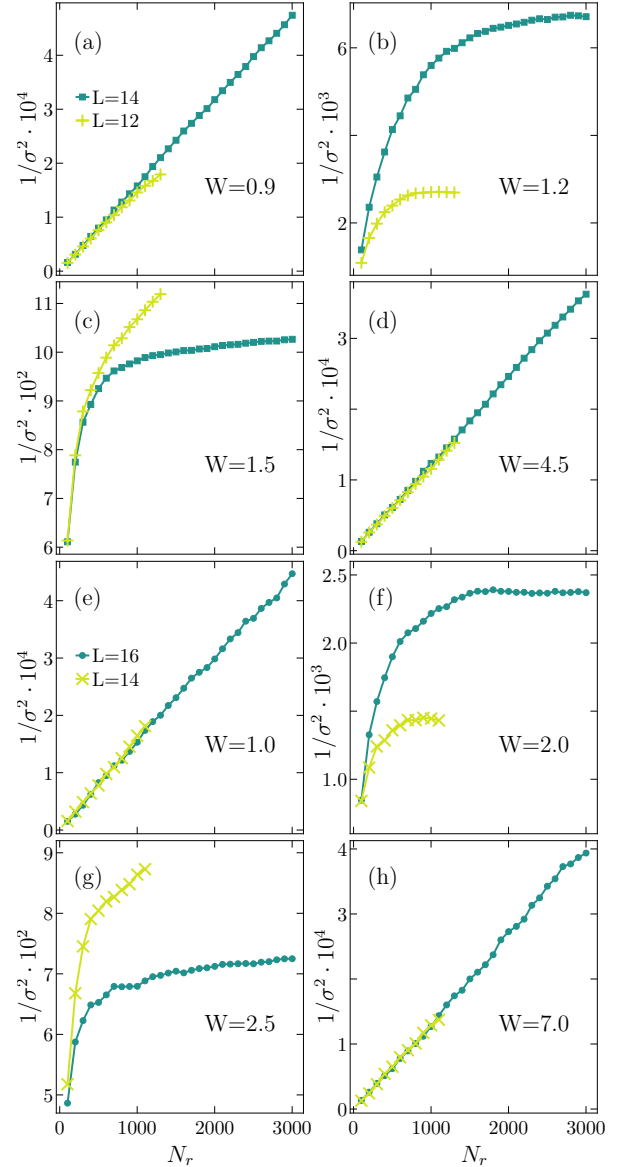 (a)
4
3
2
1
0
1/σ² · 10⁴
L=14
L=12
W=0.9
(b)
6
2
1/σ² · 10³
W=1.2
(c)
11
10
9
8
7
6
1/σ² · 10²
W=1.5
(d)
3
1
0
1/σ² · 10⁴
W=4.5
(e)
4
3
2
1
0
1/σ² · 10⁴
L=16
L=14
W=1.0
(f)
2.5
2.0
1.0
1/σ² · 10³
W=2.0
(g)
9
8
7
6
5
1/σ² · 10²
W=2.5
0 1000 2000 3000
N_r
(h)
4
3
1
0
1/σ² · 10⁴
W=7.0
0 1000 2000 3000
N_r